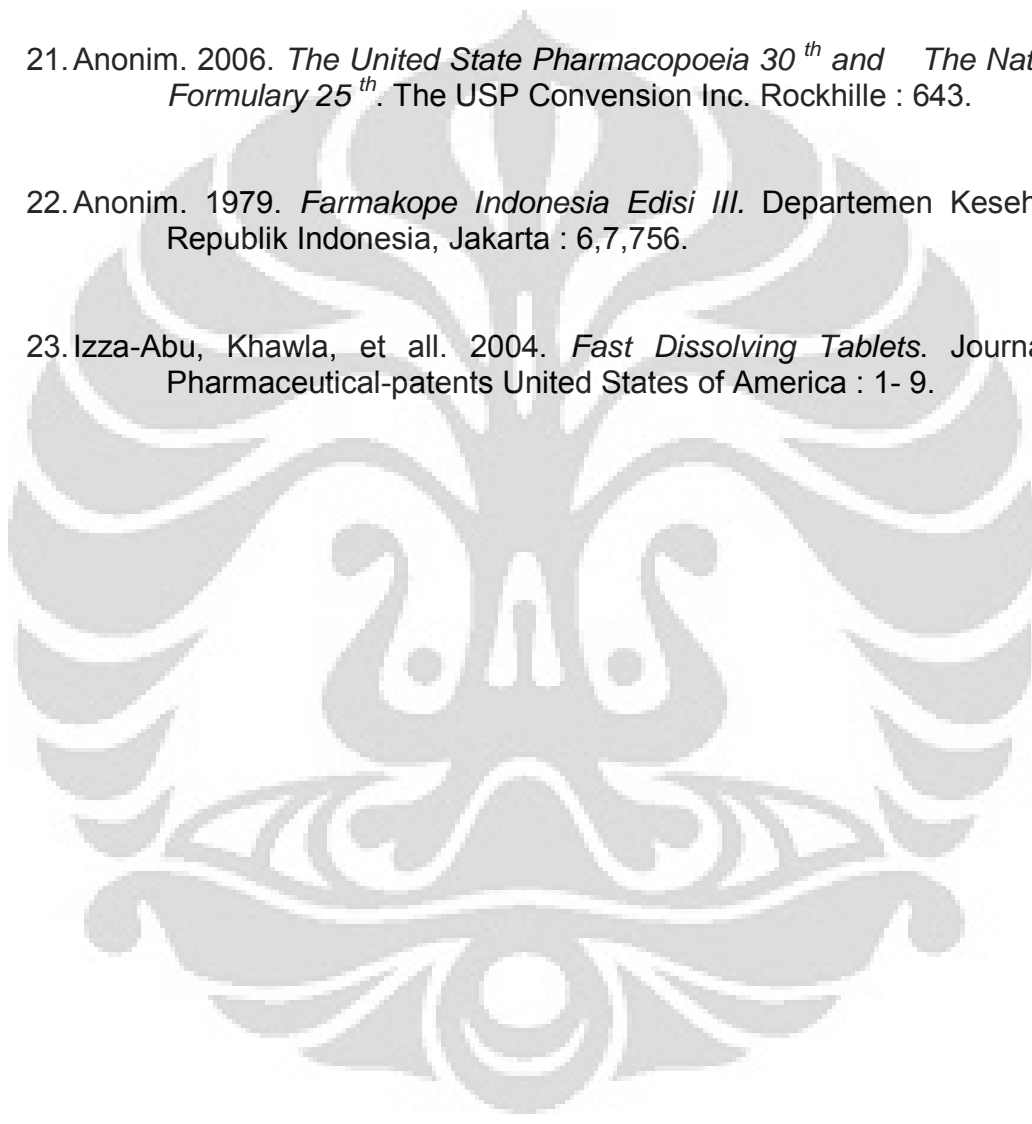 21. Anonim. 2006. The United State Pharmacopoeia 30 th and The Nat
Formulary 25 th. The USP Convension Inc. Rockhille : 643.
22. Anonim. 1979. Farmakope Indonesia Edisi III. Departemen Keseh
Republik Indonesia, Jakarta : 6,7,756.
23. Izza-Abu, Khawla, et all. 2004. Fast Dissolving Tablets. Journa
Pharmaceutical-patents United States of America : 1- 9.